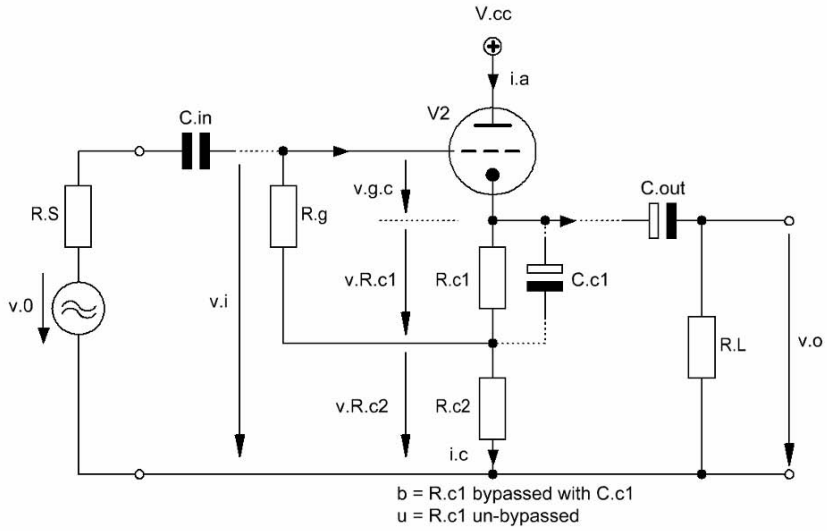 V.cc
i.a
C.in
V2
v.g.c
C.out
R.S
R.g
v.0
v.i
v.R.c1
R.c1
C.c1
R.L
v.o
v.R.c2
R.c2
i.c
b = R.c1 bypassed with C.c1
u = R.c1 un-bypassed